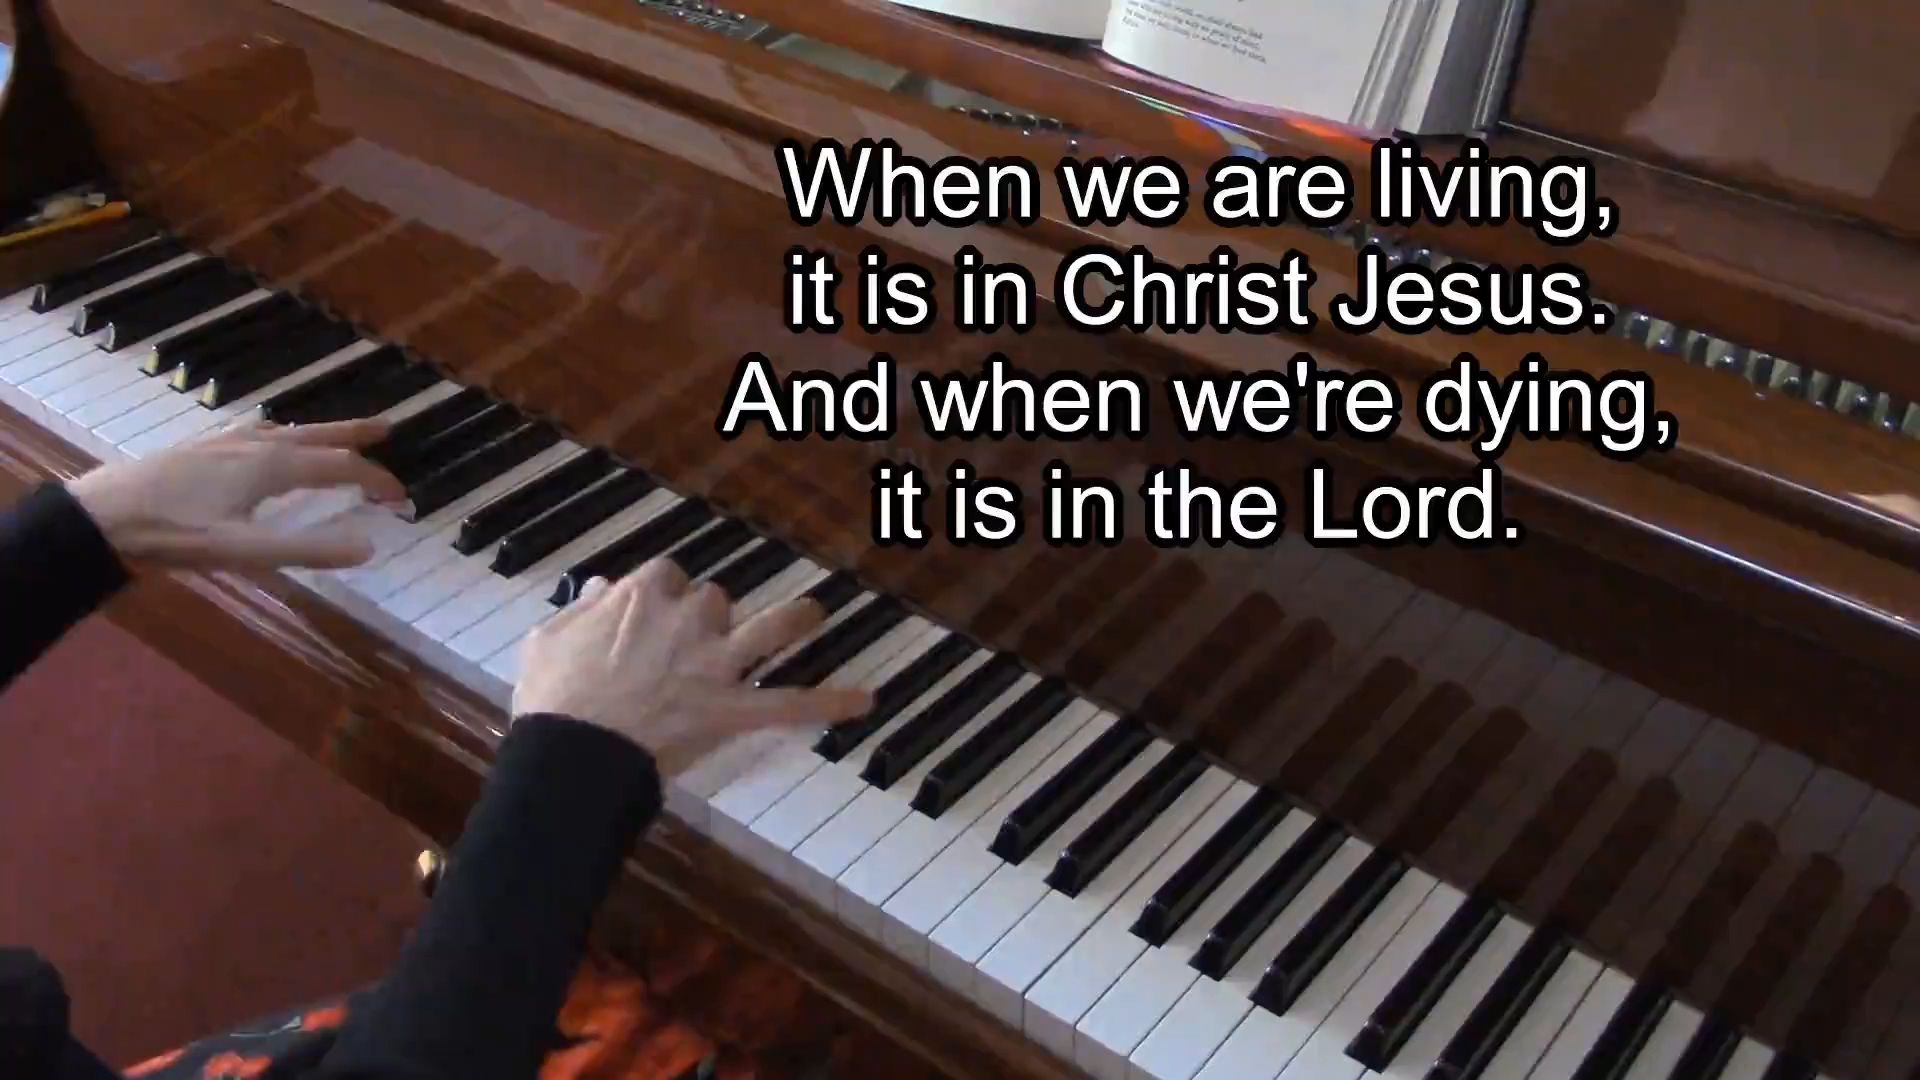 When we are living,
it is in Christ Jesus.
And when we're dying,
it is in the Lord.